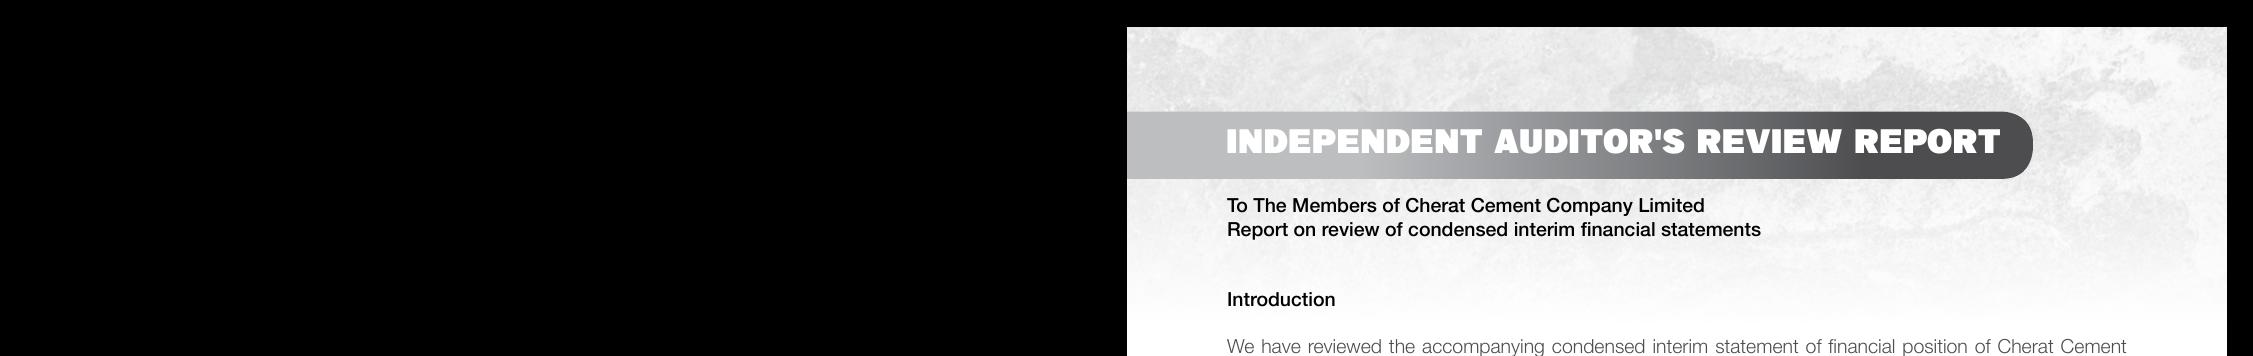 INDEPENDENT AUDITOR'S REVIEW REPORT
To The Members of Cherat Cement Company Limited
Report on review of condensed interim financial statements
Introduction
We have reviewed the accompanying condensed interim statement of financial position of Cherat Cement